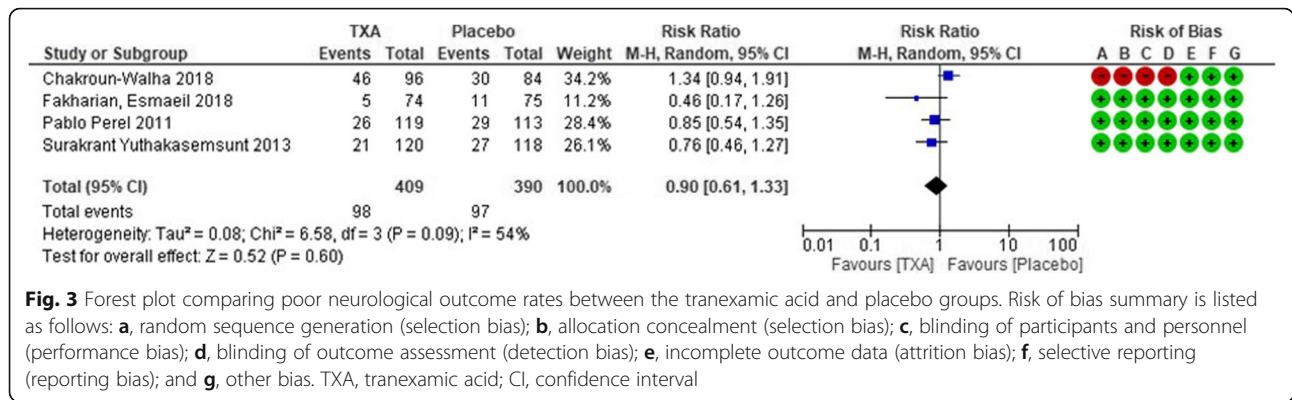 TXA Placebo Risk Ratio Risk Ratio Risk of Bias
Study or Subgroup Events Total Events Total Weight M-H, Random, 95% CI M-H, Random, 95% CI A B C D E F G
Chakroun-Walha 2018 46 96 30 84 34.2% 1.34 [0.94, 1.91]
Fakharian, Esmaeil 2018 5 74 11 75 11.2% 0.46 [0.17, 1.26]
Pablo Perel 2011 26 119 29 113 28.4% 0.85 [0.54, 1.35]
Surakrant Yuthakasemsunt 2013 21 120 27 118 26.1% 0.76 [0.46, 1.27]
Total (95% CI) 409 390 100.0% 0.90 [0.61, 1.33]
Total events 98 97
Heterogeneity: Tau² = 0.08; Chi² = 6.58, df = 3 (P = 0.09); I² = 54%
Test for overall effect: Z = 0.52 (P = 0.60)
0.01 0.1 1 10 100
Favours [TXA] Favours [Placebo]
Fig. 3 Forest plot comparing poor neurological outcome rates between the tranexamic acid and placebo groups. Risk of bias summary is listed
as follows: a, random sequence generation (selection bias); b, allocation concealment (selection bias); c, blinding of participants and personnel
(performance bias); d, blinding of outcome assessment (detection bias); e, incomplete outcome data (attrition bias); f, selective reporting
(reporting bias); and g, other bias. TXA, tranexamic acid; CI, confidence interval